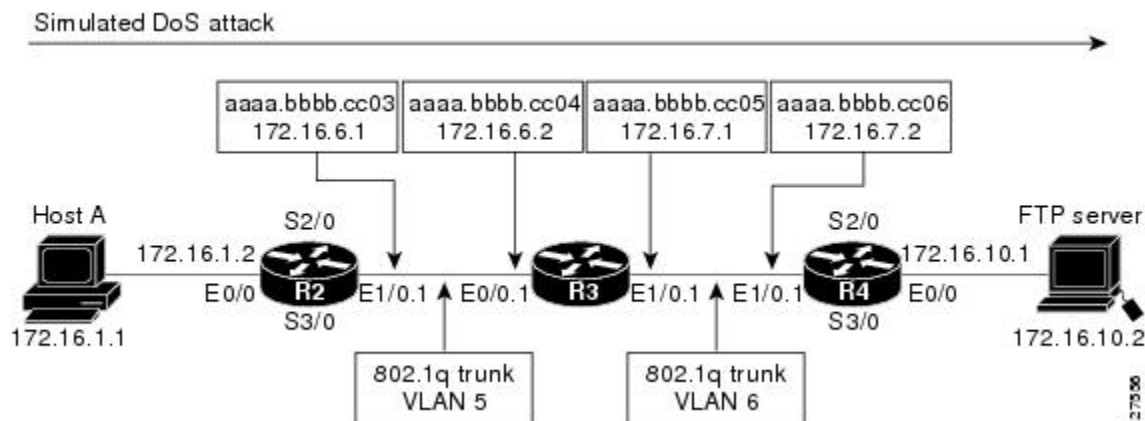 Simulated DoS attack
aaaa.bbbb.cc03
172.16.6.1
aaaa.bbbb.cc04
172.16.6.2
aaaa.bbbb.cc05
172.16.7.1
aaaa.bbbb.cc06
172.16.7.2
Host A
172.16.1.1
172.16.1.2
E0/0
S2/0
R2
S3/0
E1/0.1
802.1q trunk
VLAN 5
E0/0.1
R3
E1/0.1
802.1q trunk
VLAN 6
E1/0.1
S2/0
R4
S3/0
172.16.10.1
E0/0
FTP server
172.16.10.2